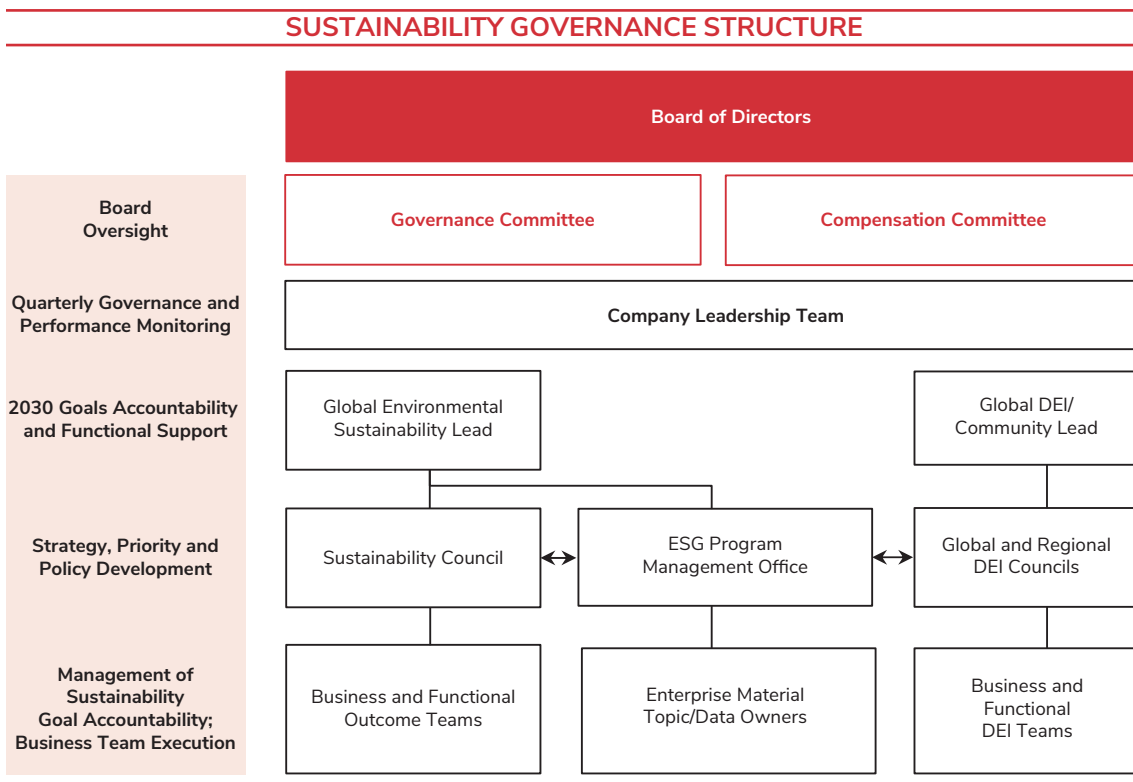 SUSTAINABILITY GOVERNANCE STRUCTURE
Board of Directors
Board
Oversight
Governance Committee
Compensation Committee
Quarterly Governance and
Performance Monitoring
Company Leadership Team
2030 Goals Accountability
and Functional Support
Global Environmental
Sustainability Lead
Global DEI/
Community Lead
Strategy, Priority and
Policy Development
Sustainability Council
ESG Program
Management Office
Global and Regional
DEI Councils
Management of
Sustainability
Goal Accountability;
Business Team Execution
Business and Functional
Outcome Teams
Enterprise Material
Topic/Data Owners
Business and
Functional
DEI Teams